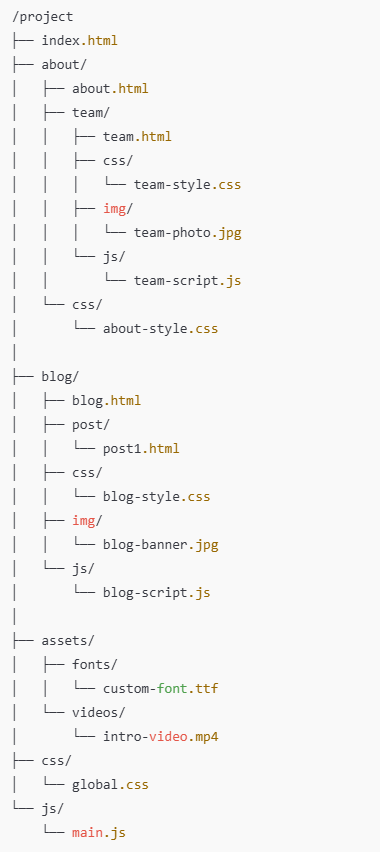 /project
├── index.html
├── about/
│   ├── about.html
│   ├── team/
│   │   ├── team.html
│   │   ├── css/
│   │   │   └── team-style.css
│   │   ├── img/
│   │   │   └── team-photo.jpg
│   │   └── js/
│   │       └── team-script.js
│   └── css/
│       └── about-style.css
│
├── blog/
│   ├── blog.html
│   ├── post/
│   │   └── post1.html
│   ├── css/
│   │   └── blog-style.css
│   ├── img/
│   │   └── blog-banner.jpg
│   └── js/
│       └── blog-script.js
│
├── assets/
│   ├── fonts/
│   │   └── custom-font.ttf
│   └── videos/
│       └── intro-video.mp4
├── css/
│   └── global.css
└── js/
    └── main.js